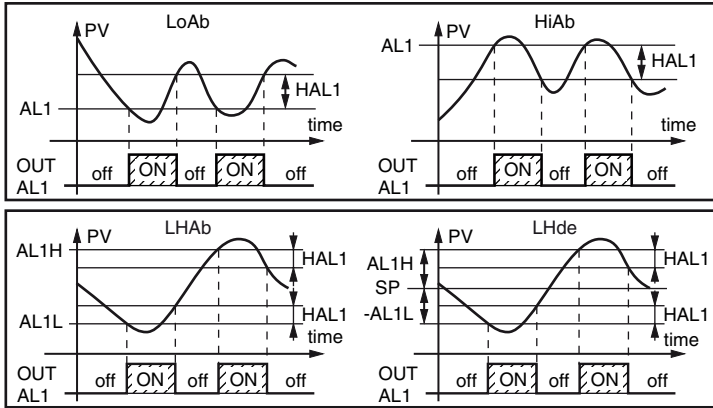 PV
LoAb
HAL1
AL1
time
OUT
AL1
off
ON
off
ON
off
PV
HiAb
AL1
HAL1
time
OUT
AL1
off
ON
off
ON
off
PV
LHAb
AL1H
HAL1
AL1L
HAL1
time
OUT
AL1
off
ON
off
ON
off
PV
LHde
AL1H
HAL1
SP
-AL1L
HAL1
time
OUT
AL1
off
ON
off
ON
off